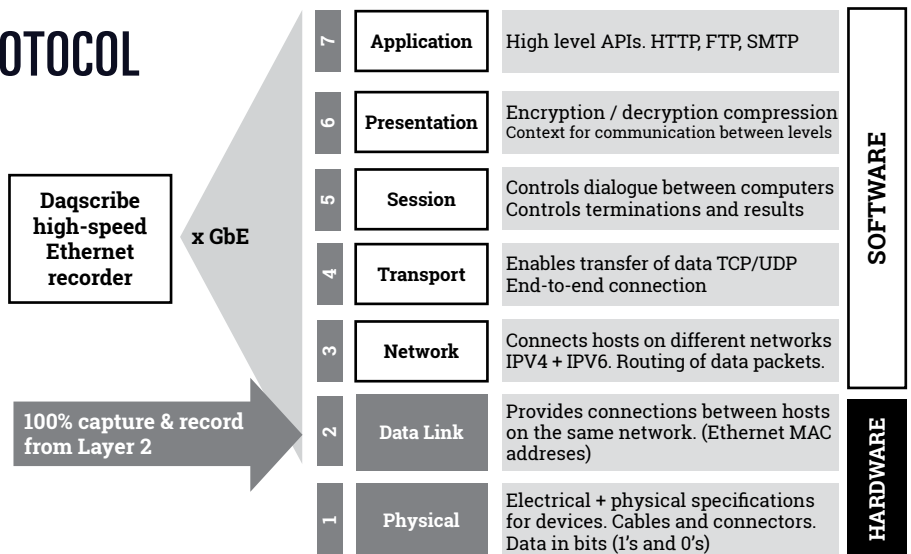 OTOCOL
Daqscribe
high-speed
Ethernet
recorder
x GbE
100% capture & record
from Layer 2
7
Application
High level APIs. HTTP, FTP, SMTP
6
Presentation
Encryption / decryption compression
Context for communication between levels
5
Session
Controls dialogue between computers
Controls terminations and results
4
Transport
Enables transfer of data TCP/UDP
End-to-end connection
3
Network
Connects hosts on different networks
IPV4 + IPV6. Routing of data packets.
2
Data Link
Provides connections between hosts
on the same network. (Ethernet MAC
addreses)
1
Physical
Electrical + physical specifications
for devices. Cables and connectors.
Data in bits (1's and 0's)
SOFTWARE
HARDWARE